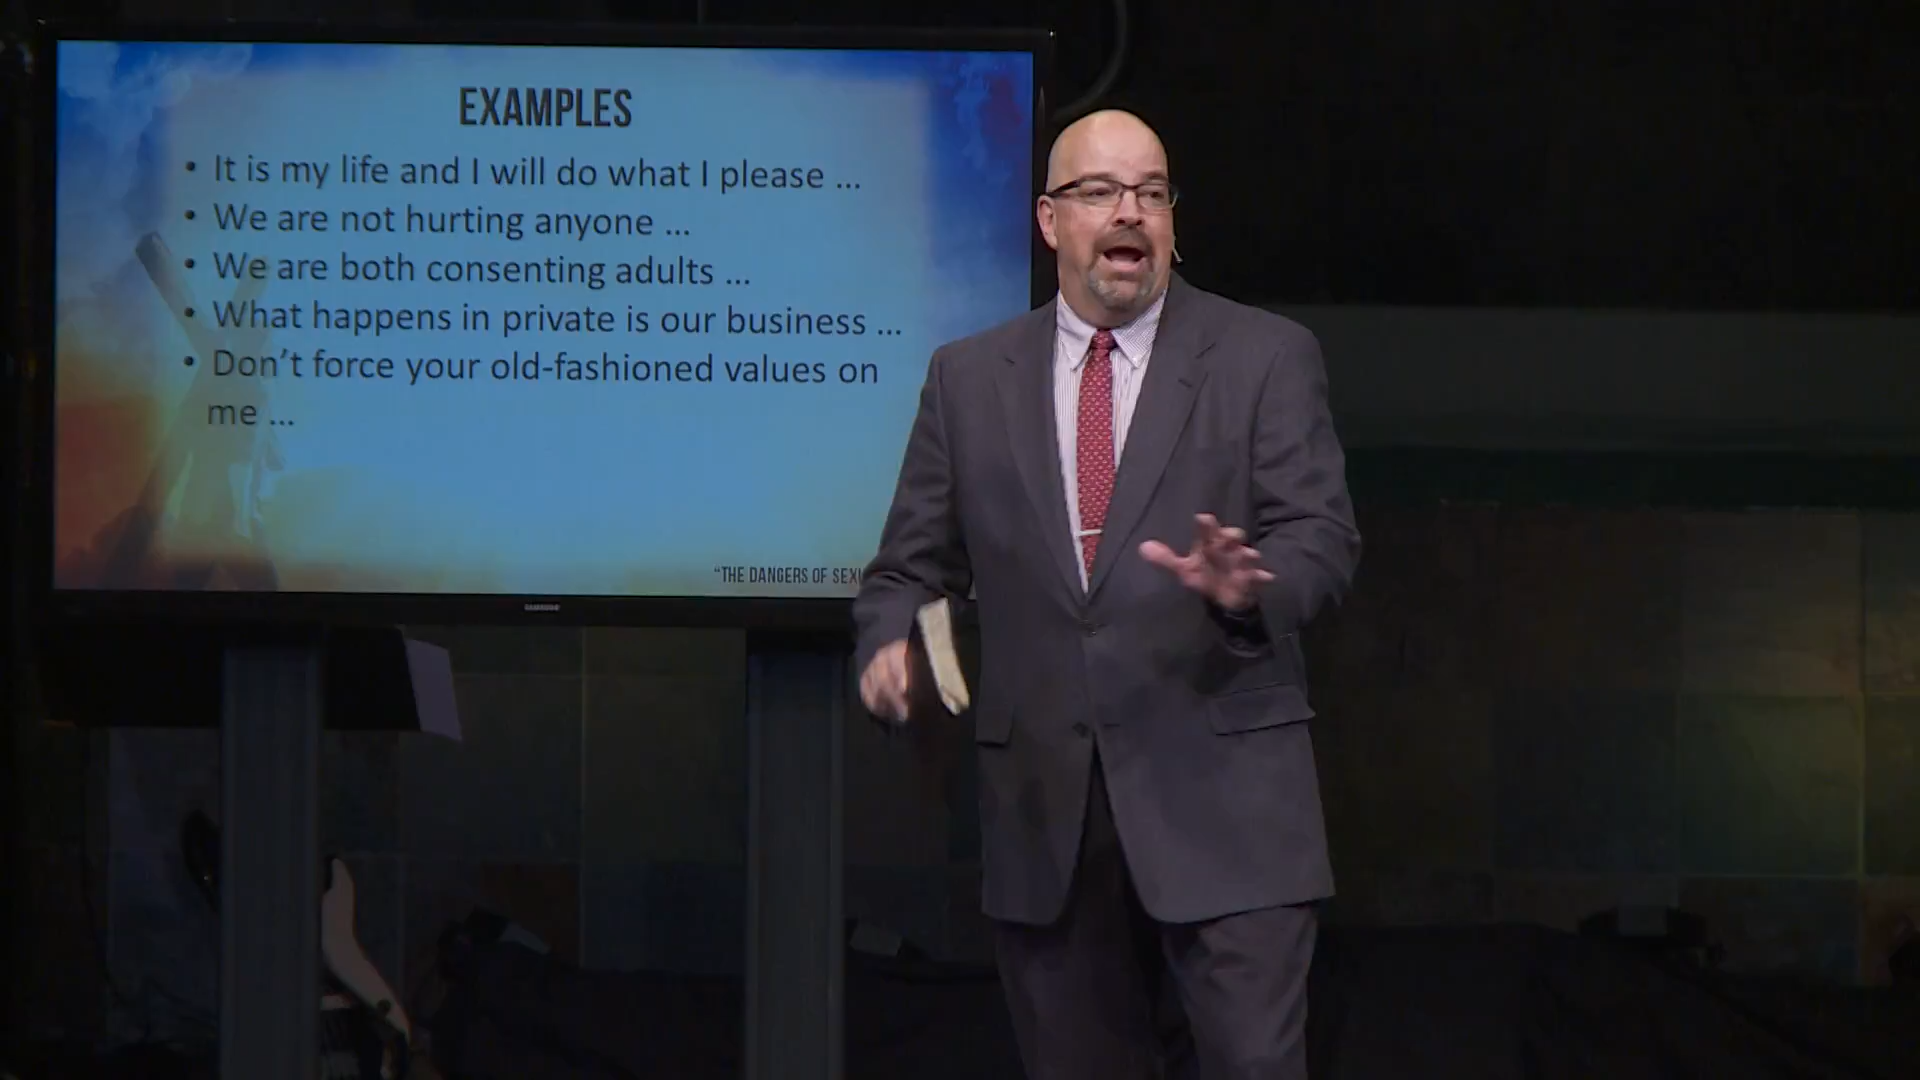 EXAMPLES
• It is my life and I will do what I please ...
• We are not hurting anyone ...
• We are both consenting adults ...
• What happens in private is our business ...
• Don’t force your old-fashioned values on
me ...
“THE DANGERS OF
SAMSUNG